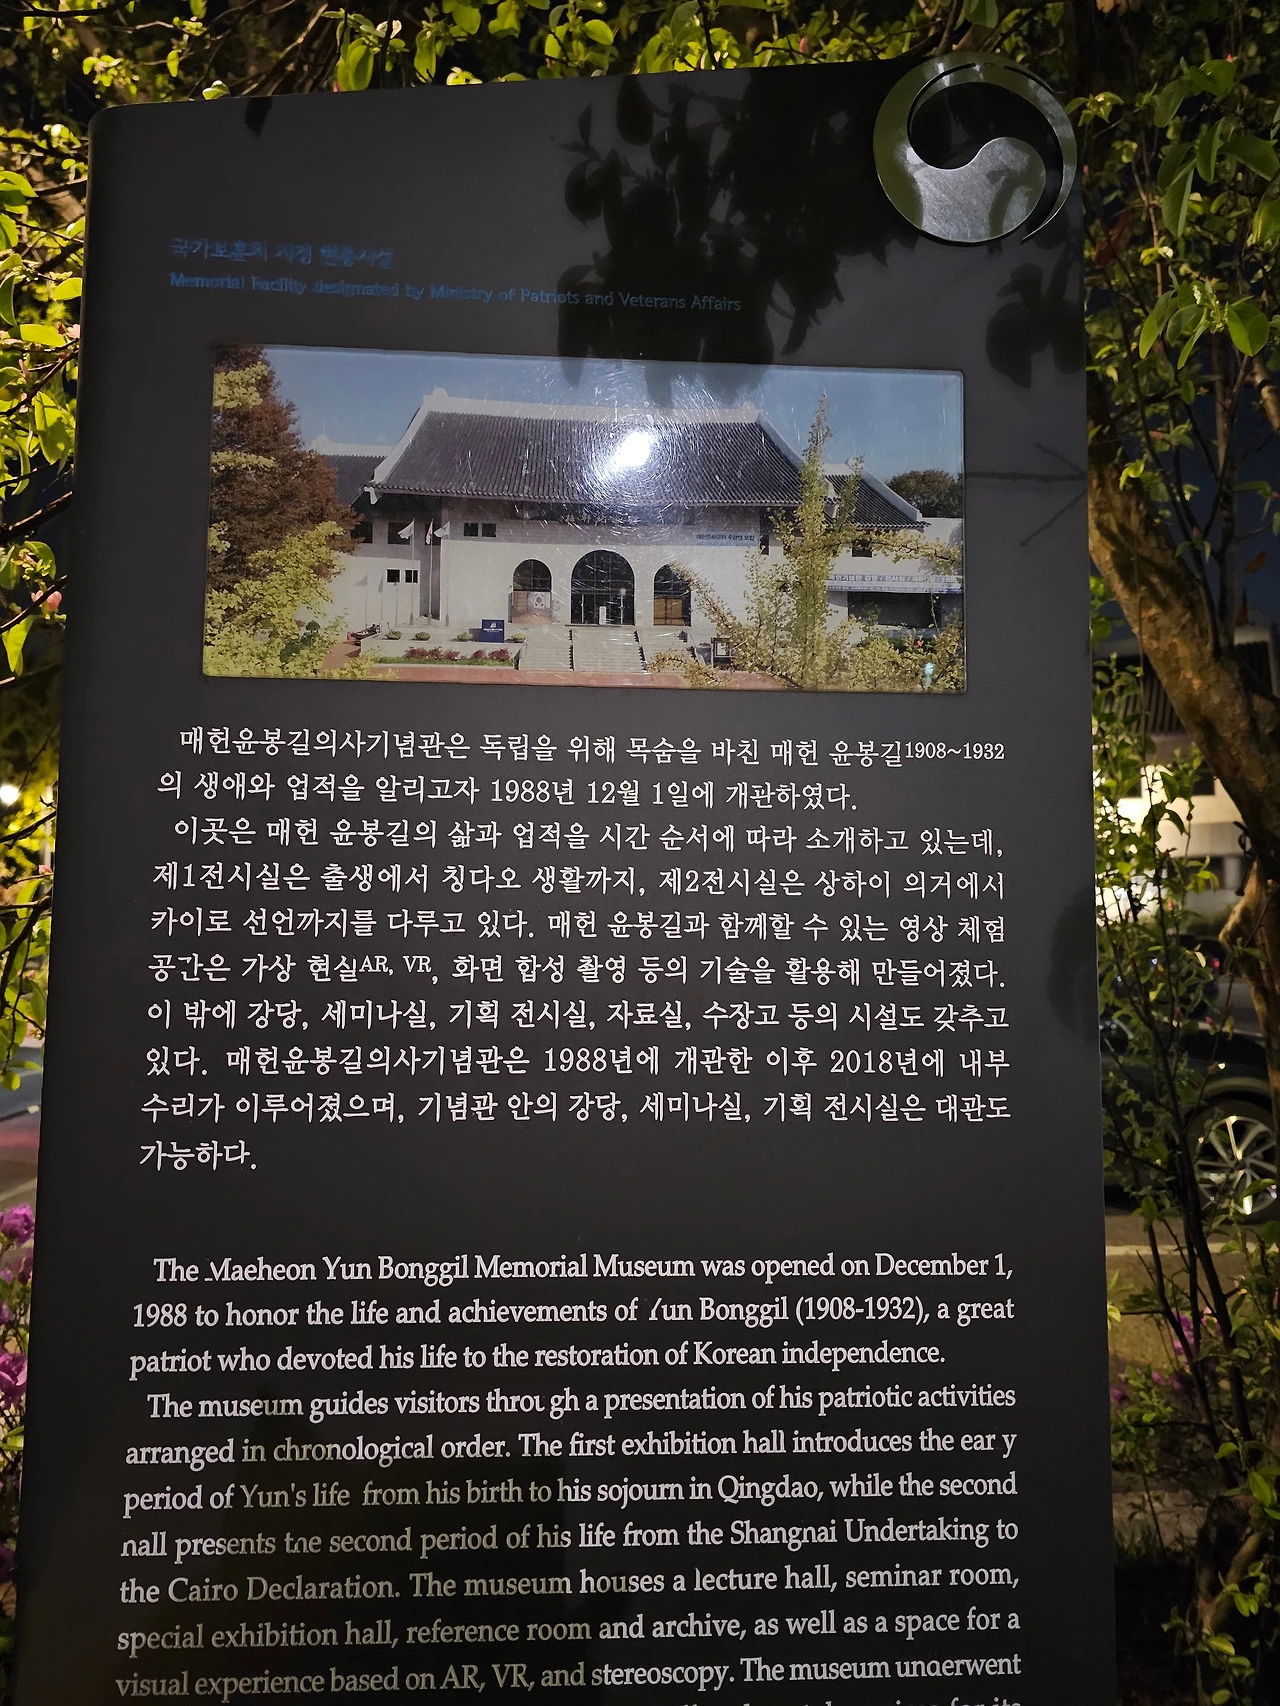 국가보훈처 지정 현충시설
Memorial Facility designated by Ministry of Patriots and Veterans Affairs
매헌윤봉길의사기념관은 독립을 위해 목숨을 바친 매헌 윤봉길1908~1932
의 생애와 업적을 알리고자 1988년 12월 1일에 개관하였다.
이곳은 매헌 윤봉길의 삶과 업적을 시간 순서에 따라 소개하고 있는데,
제1전시실은 출생에서 칭다오 생활까지, 제2전시실은 상하이 의거에서
카이로 선언까지를 다루고 있다. 매헌 윤봉길과 함께할 수 있는 영상 체험
공간은 가상 현실AR, VR, 화면 합성 촬영 등의 기술을 활용해 만들어졌다.
이 밖에 강당, 세미나실, 기획 전시실, 자료실, 수장고 등의 시설도 갖추고
있다. 매헌윤봉길의사기념관은 1988년에 개관한 이후 2018년에 내부
수리가 이루어졌으며, 기념관 안의 강당, 세미나실, 기획 전시실은 대관도
가능하다.
The Maeheon Yun Bonggil Memorial Museum was opened on December 1,
1988 to honor the life and achievements of Yun Bonggil (1908-1932), a great
patriot who devoted his life to the restoration of Korean independence.
The museum guides visitors through a presentation of his patriotic activities
arranged in chronological order. The first exhibition hall introduces the ear y
period of Yun's life from his birth to his sojourn in Qingdao, while the second
hall presents the second period of his life from the Shanghai Undertaking to
the Cairo Declaration. The museum houses a lecture hall, seminar room,
special exhibition hall, reference room and archive, as well as a space for a
visual experience based on AR, VR, and stereoscopy. The museum underwent
for its